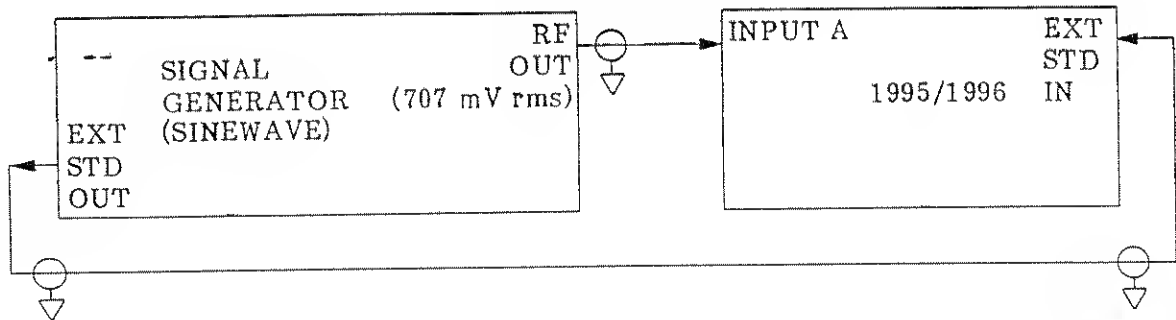 RF
OUT
SIGNAL
GENERATOR (707 mV rms)
(SINEWAVE)
EXT
STD
OUT
INPUT A
EXT
STD
IN
1995/1996